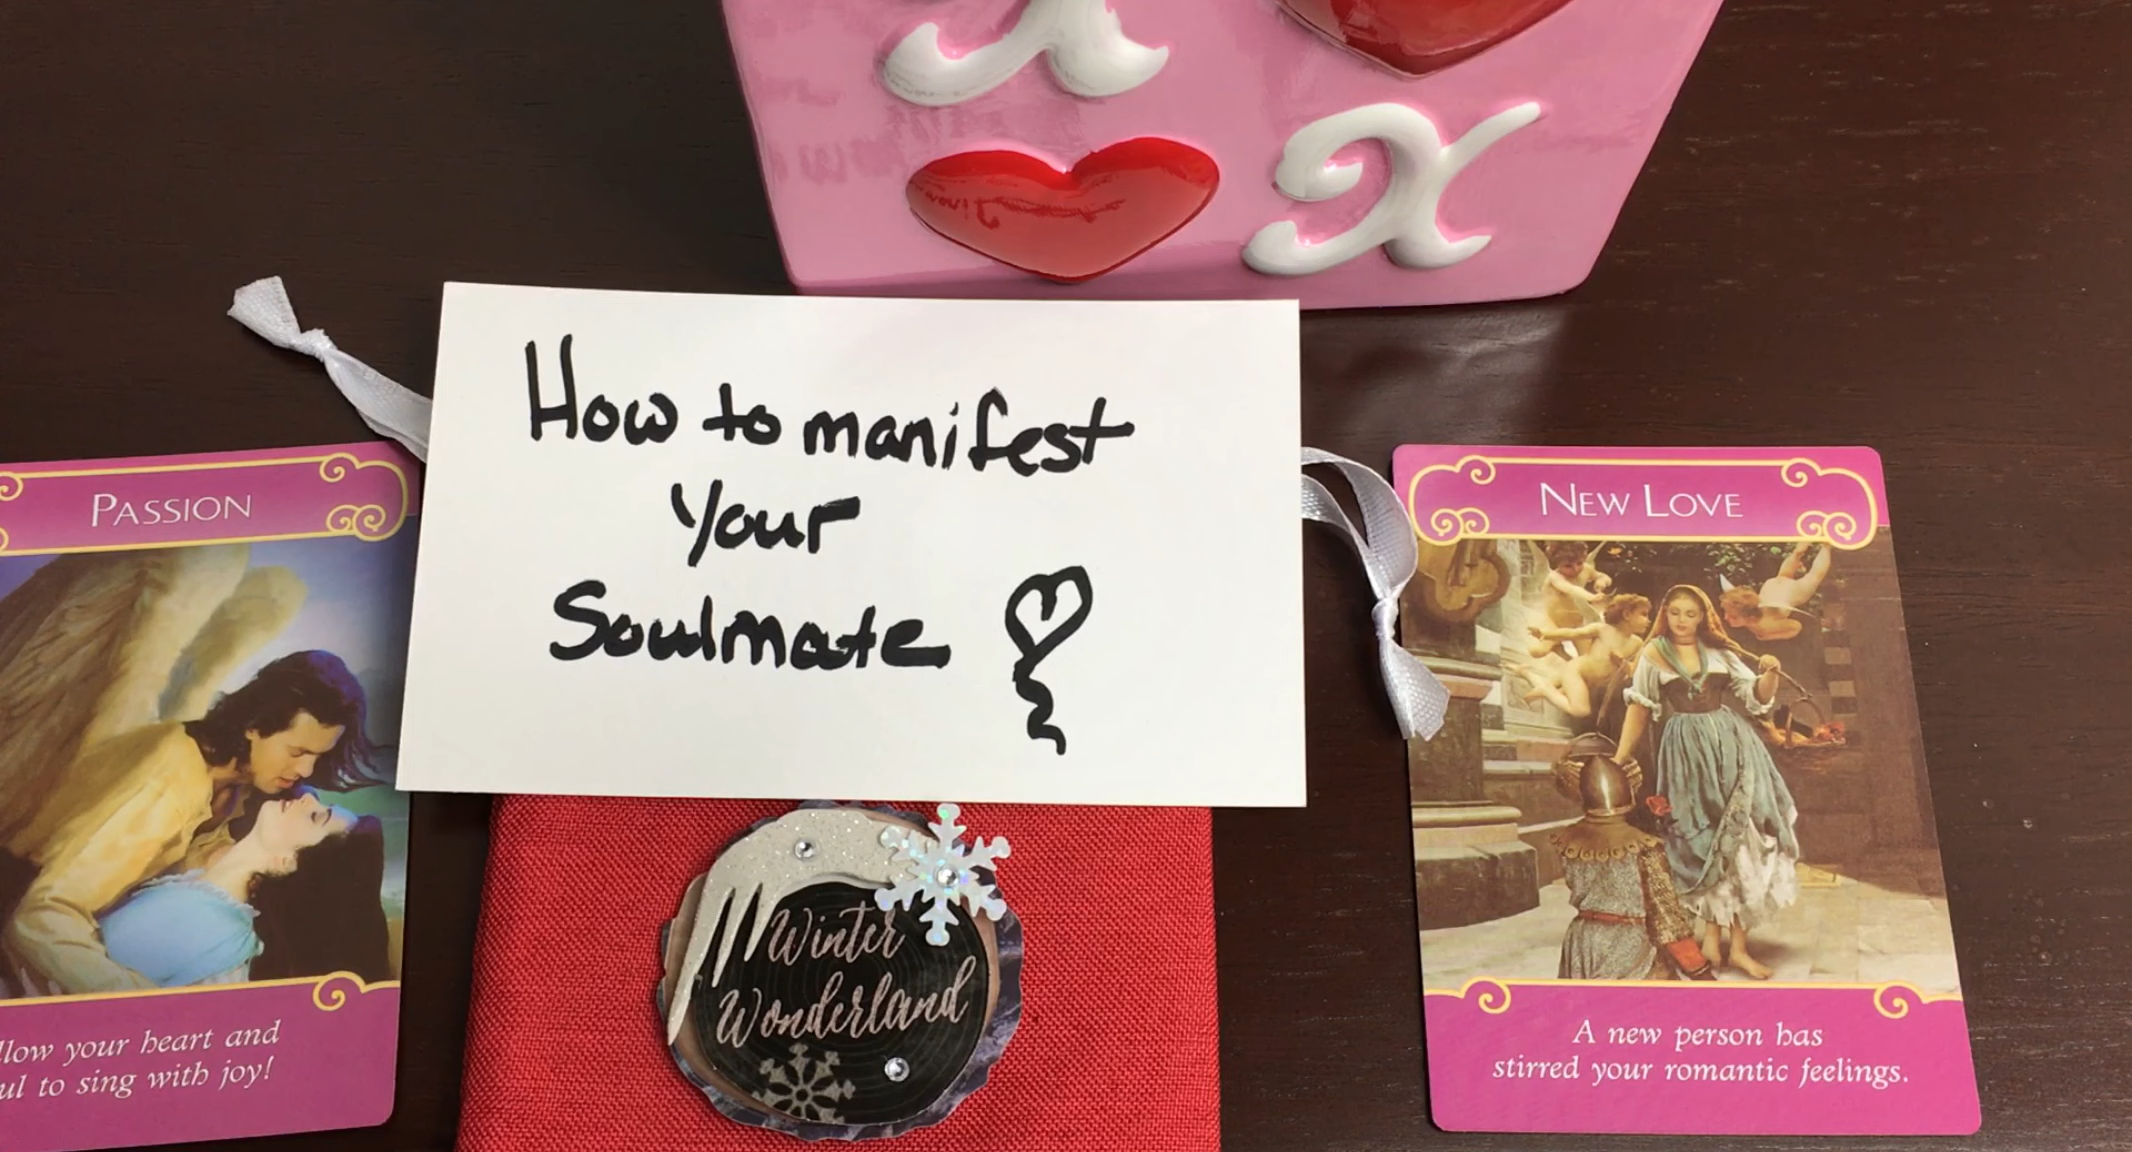 X
X
How to manifest
Your
Soulmate
PASSION
llow your heart and
ul to sing with joy!
NEW LOVE
A new person has
stirred your romantic feelings.
Winter
Wonderland